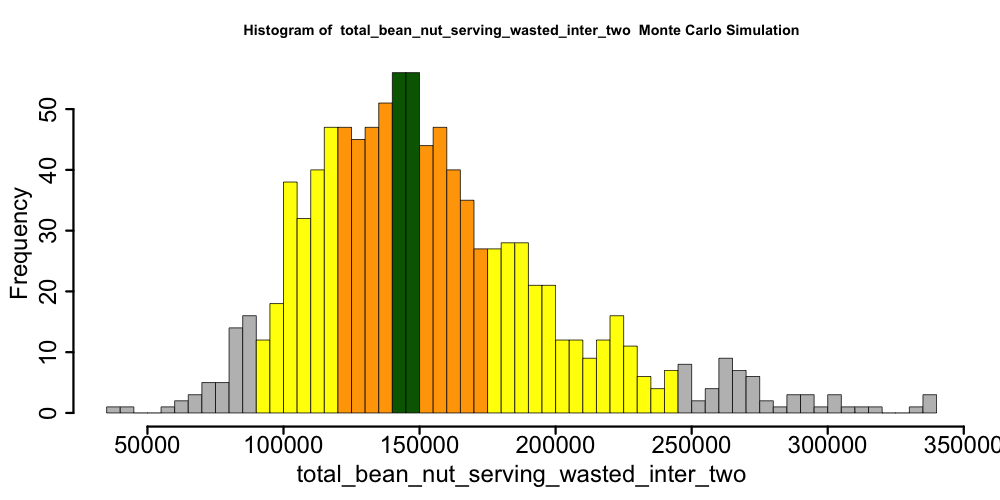 Histogram of total_bean_nut_serving_wasted_inter_two Monte Carlo Simulation
50
40
30
20
10
0
Frequency
50000 100000 150000 200000 250000 300000 350000
total_bean_nut_serving_wasted_inter_two